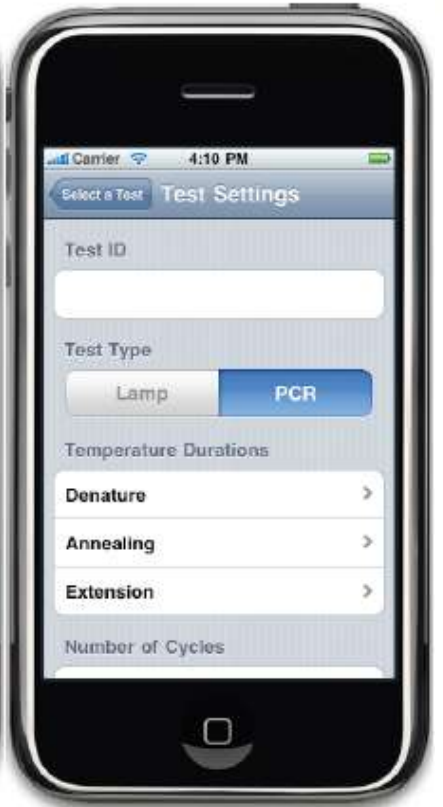 Carrier 4:10 PM
Select a Test Test Settings
Test ID
Test Type
Lamp PCR
Temperature Durations
Denature
Annealing
Extension
Number of Cycles